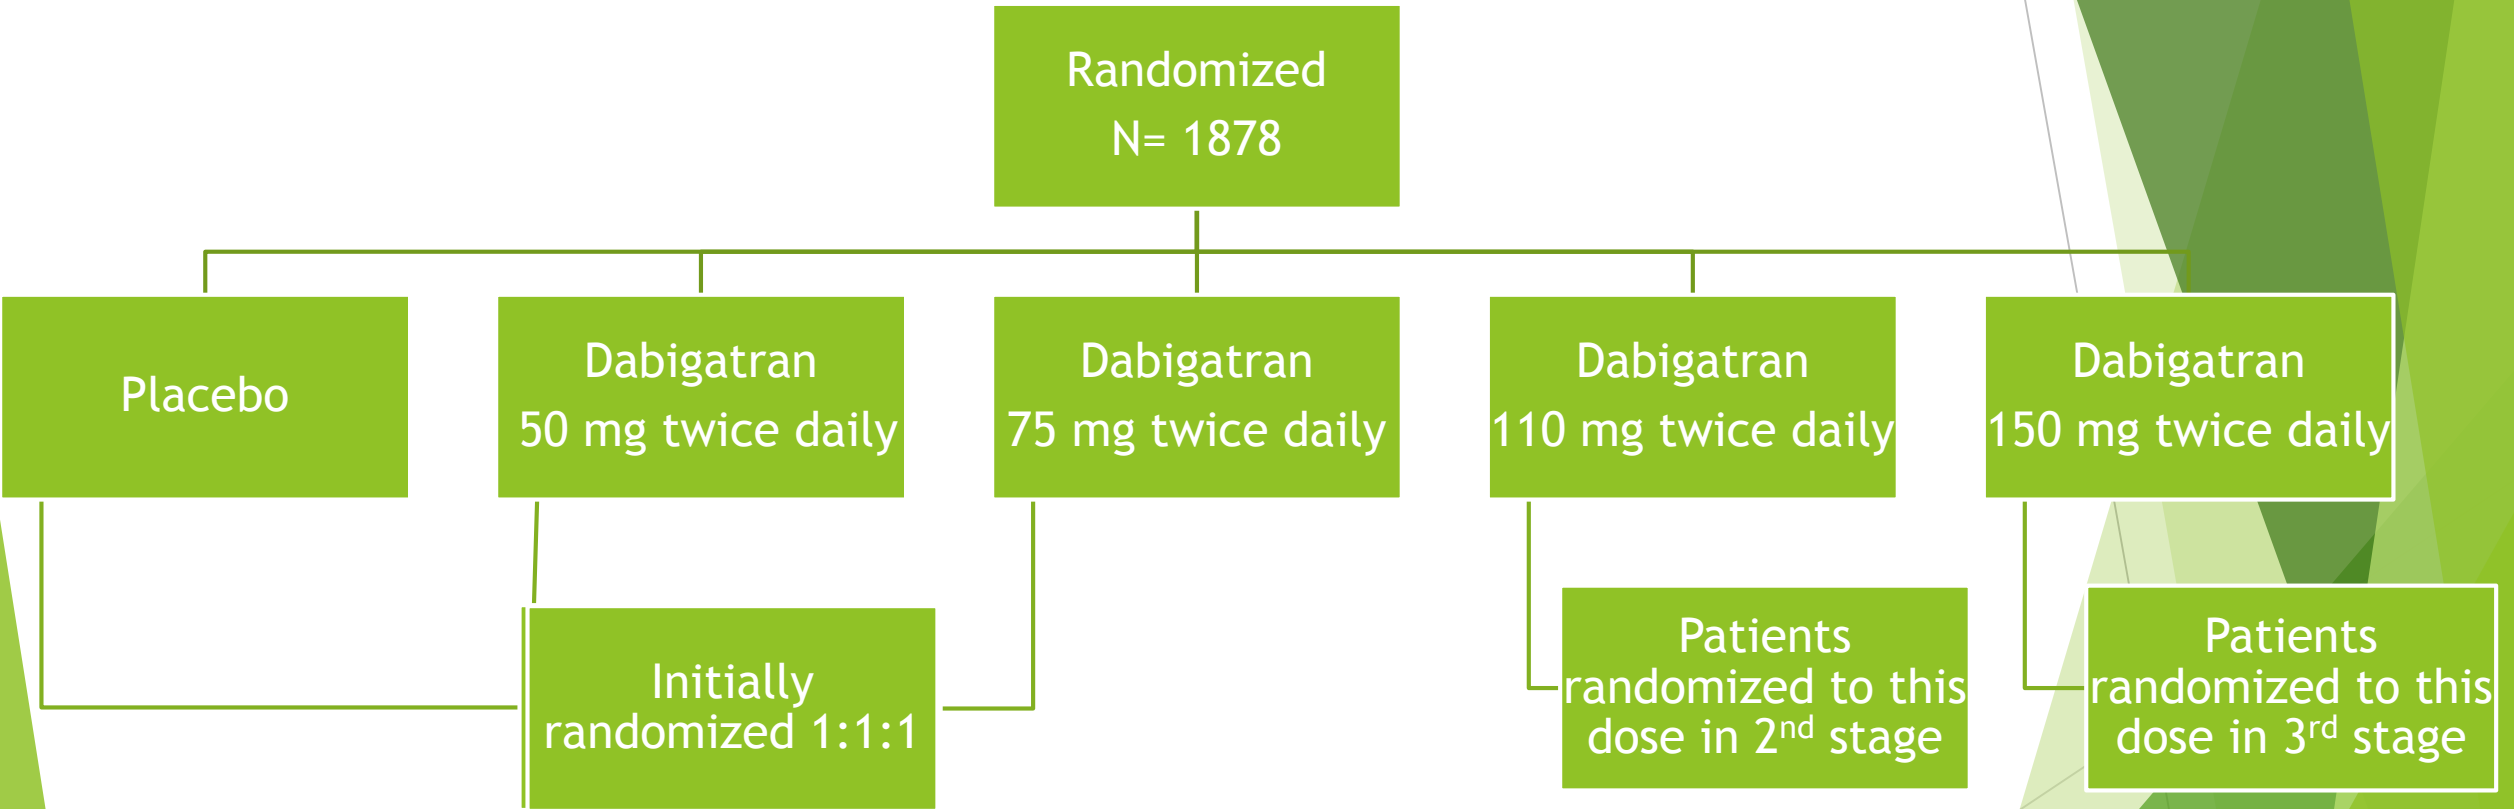 Randomized
N= 1878
Placebo
Dabigatran
50 mg twice daily
Dabigatran
75 mg twice daily
Dabigatran
110 mg twice daily
Dabigatran
150 mg twice daily
Initially
randomized 1:1:1
Patients
randomized to this
dose in 2nd stage
Patients
randomized to this
dose in 3rd stage